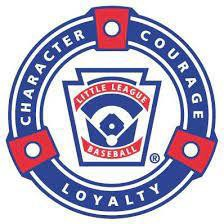 CHARACTER
COURAGE
LOYALTY
LITTLE LEAGUE
BASEBALL
®